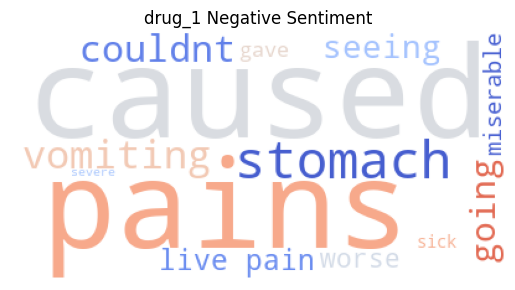 drug_1 Negative Sentiment
couldnt gave seeing
caused
miserable
vomiting stomach
severe
pains going
sick
live pain worse